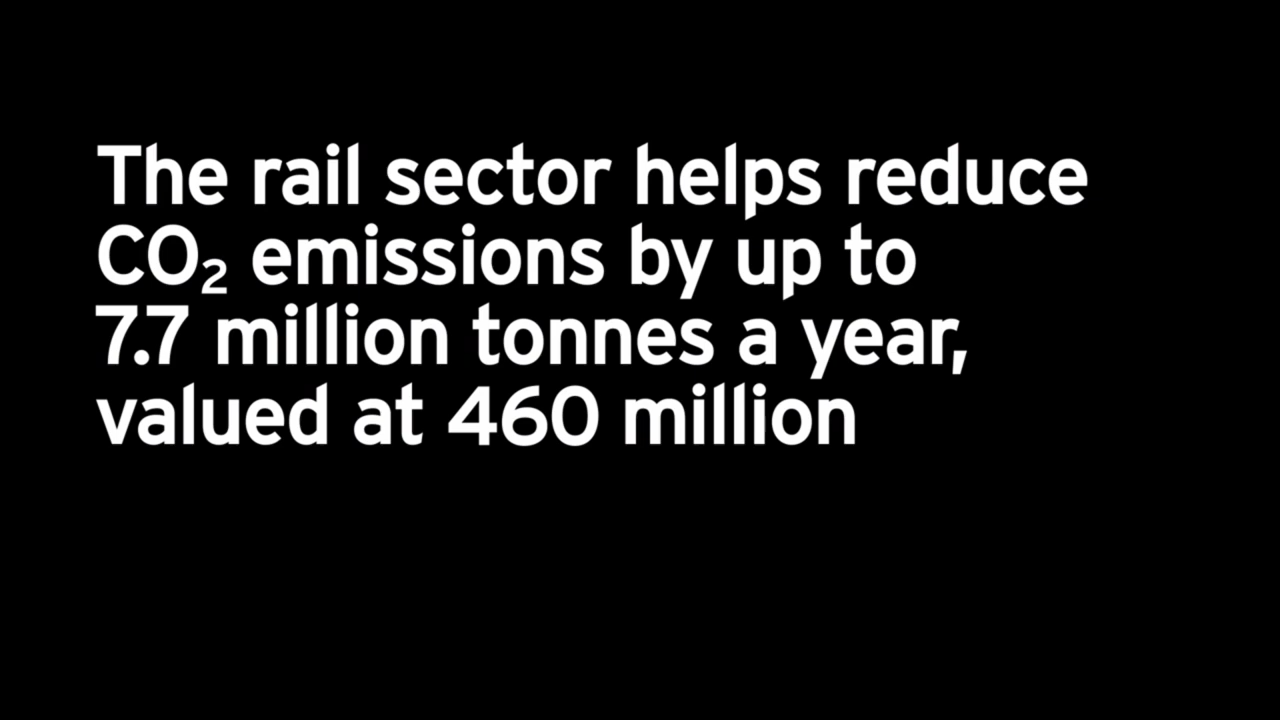 The rail sector helps reduce
CO₂ emissions by up to
7.7 million tonnes a year,
valued at 460 million